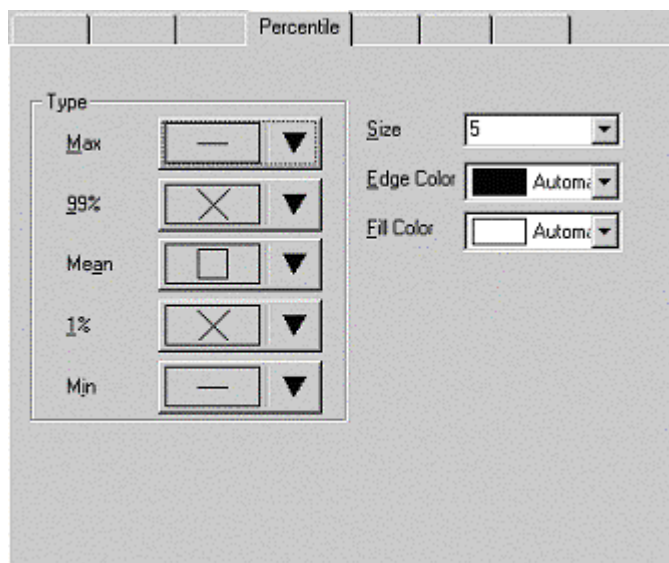 Percentile
Type
Max
99%
Mean
1%
Min
Size 5
Edge Color Automa
Fill Color Automa